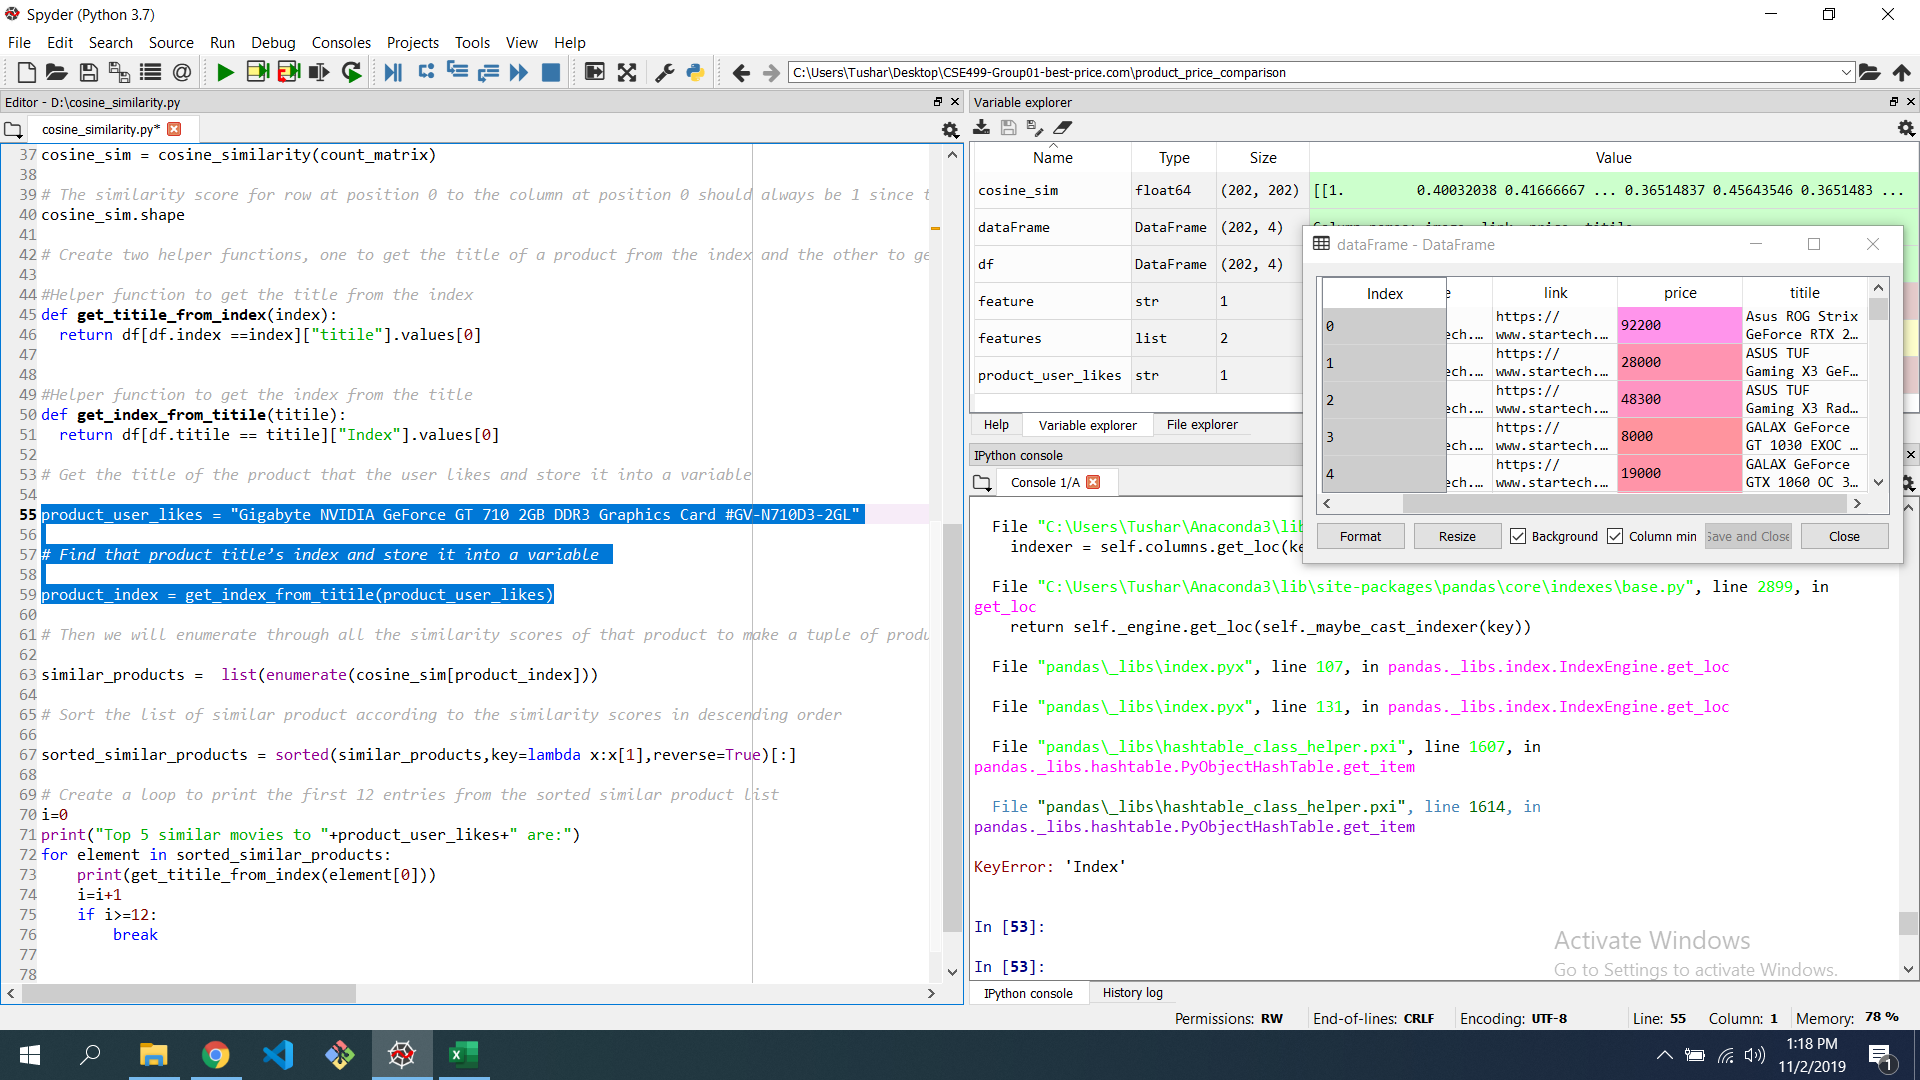 Spyder (Python 3.7)
File Edit Search Source Run Debug Consoles Projects Tools View Help
C:\Users\Tushar\Desktop\CSE499-Group01-best-price.com\product_price_comparison
Editor - D:\cosine_similarity.py
cosine_similarity.py*
37 cosine_sim = cosine_similarity(count_matrix)
38
39 # The similarity score for row at position 0 to the column at position 0 should always be 1 since t
40 cosine_sim.shape
41
42 # Create two helper functions, one to get the title of a product from the index and the other to ge
43
44 #Helper function to get the title from the index
45 def get_titile_from_index(index):
46 return df[df.index ==index]["titile"].values[0]
47
48
49 #Helper function to get the index from the title
50 def get_index_from_titile(titile):
51 return df[df.titile == titile]["Index"].values[0]
52
53 # Get the title of the product that the user likes and store it into a variable
54
55 product_user_likes = "Gigabyte NVIDIA GeForce GT 710 2GB DDR3 Graphics Card #GV-N710D3-2GL"
56
57 # Find that product title’s index and store it into a variable
58
59 product_index = get_index_from_titile(product_user_likes)
60
61 # Then we will enumerate through all the similarity scores of that product to make a tuple of produ
62
63 similar_products = list(enumerate(cosine_sim[product_index]))
64
65 # Sort the list of similar product according to the similarity scores in descending order
66
67 sorted_similar_products = sorted(similar_products,key=lambda x:x[1],reverse=True)[:]
68
69 # Create a loop to print the first 12 entries from the sorted similar product list
70 i=0
71 print("Top 5 similar movies to "+product_user_likes+" are:")
72 for element in sorted_similar_products:
73 print(get_titile_from_index(element[0]))
74 i=i+1
75 if i>=12:
76 break
77
78
Variable explorer
Name Type Size Value
cosine_sim float64 (202, 202) [[1. 0.40032038 0.41666667 ... 0.36514837 0.45643546 0.3651483 ...
dataFrame DataFrame (202, 4)
df DataFrame (202, 4)
feature str 1
features list 2
product_user_likes str 1
Help Variable explorer File explorer
dataFrame - DataFrame
Index e link price titile
0 ech.... https:// www.startech.... 92200 Asus ROG Strix GeForce RTX 2...
1 ech.... https:// www.startech.... 28000 ASUS TUF Gaming X3 GeF...
2 ech.... https:// www.startech.... 48300 ASUS TUF Gaming X3 Rad...
3 ech.... https:// www.startech.... 8000 GALAX GeForce GT 1030 EXOC ...
4 ech.... https:// www.startech.... 19000 GALAX GeForce GTX 1060 OC 3...
Format Resize Background Column min Save and Close Close
IPython console
Console 1/A
File "C:\Users\Tushar\Anaconda3\lib
indexer = self.columns.get_loc(ke
File "C:\Users\Tushar\Anaconda3\lib\site-packages\pandas\core\indexes\base.py", line 2899, in
get_loc
return self._engine.get_loc(self._maybe_cast_indexer(key))
File "pandas\_libs\index.pyx", line 107, in pandas._libs.index.IndexEngine.get_loc
File "pandas\_libs\index.pyx", line 131, in pandas._libs.index.IndexEngine.get_loc
File "pandas\_libs\hashtable_class_helper.pxi", line 1607, in
pandas._libs.hashtable.PyObjectHashTable.get_item
File "pandas\_libs\hashtable_class_helper.pxi", line 1614, in
pandas._libs.hashtable.PyObjectHashTable.get_item
KeyError: 'Index'
In [53]:
In [53]:
Activate Windows
Go to Settings to activate Windows.
IPython console History log
Permissions: RW End-of-lines: CRLF Encoding: UTF-8 Line: 55 Column: 1 Memory: 78 %
1:18 PM
11/2/2019
1